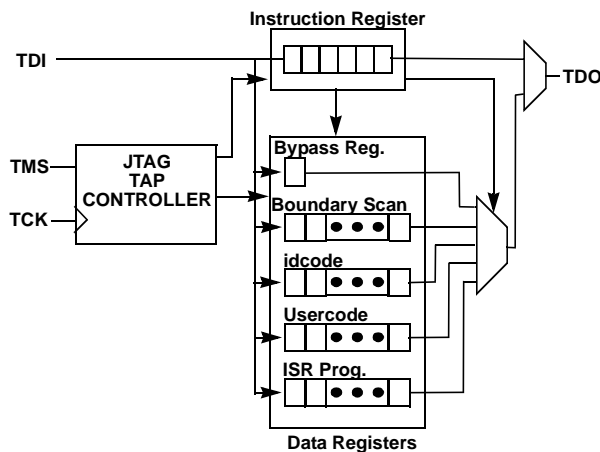 Instruction Register
TDI
TDO
Bypass Reg.
TMS
JTAG
TAP
CONTROLLER
TCK
Boundary Scan
idcode
Usercode
ISR Prog.
Data Registers